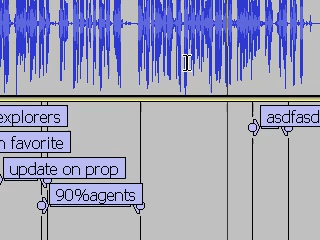 explorers
asdfasd
n favorite
update on prop
90%agents